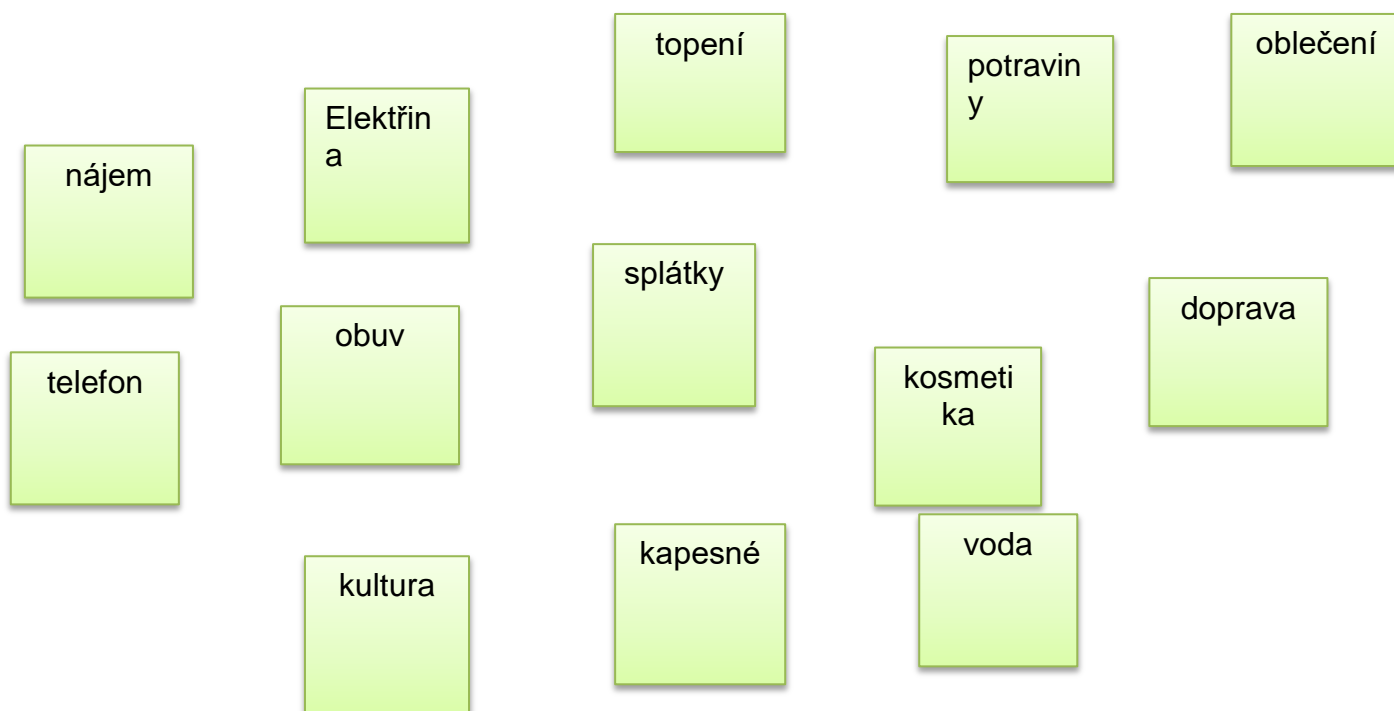 topení
oblečení
potravin
y
Elektřin
a
nájem
splátky
doprava
obuv
telefon
kosmeti
ka
kapesné
voda
kultura